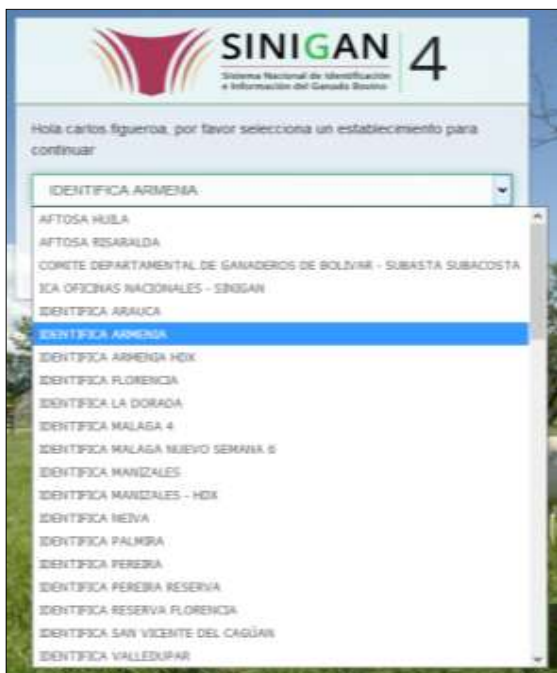 SINIGAN 4
Sistema Nacional de Identificación
e Información del Ganado Bovino
Hola carlos figueroa, por favor selecciona un establecimiento para
continuar
IDENTIFICA ARMENIA
AFTOSA HUILA
AFTOSA RISARALDA
COMITE DEPARTAMENTAL DE GANADEROS DE BOLIVAR - SUBASTA SUBACOSTA
ICA OFICINAS NACIONALES - SINIGAN
IDENTIFICA ARAUCA
IDENTIFICA ARMENIA
IDENTIFICA ARMENIA HDX
IDENTIFICA FLORENCIA
IDENTIFICA LA DORADA
IDENTIFICA MALAGA 4
IDENTIFICA MALAGA NUEVO SEMANA 6
IDENTIFICA MANIZALES
IDENTIFICA MANIZALES - HDX
IDENTIFICA NEIVA
IDENTIFICA PALMIRA
IDENTIFICA PEREIRA
IDENTIFICA PEREIRA RESERVA
IDENTIFICA RESERVA FLORENCIA
IDENTIFICA SAN VICENTE DEL CAGÚAN
IDENTIFICA VALLEDUPAR